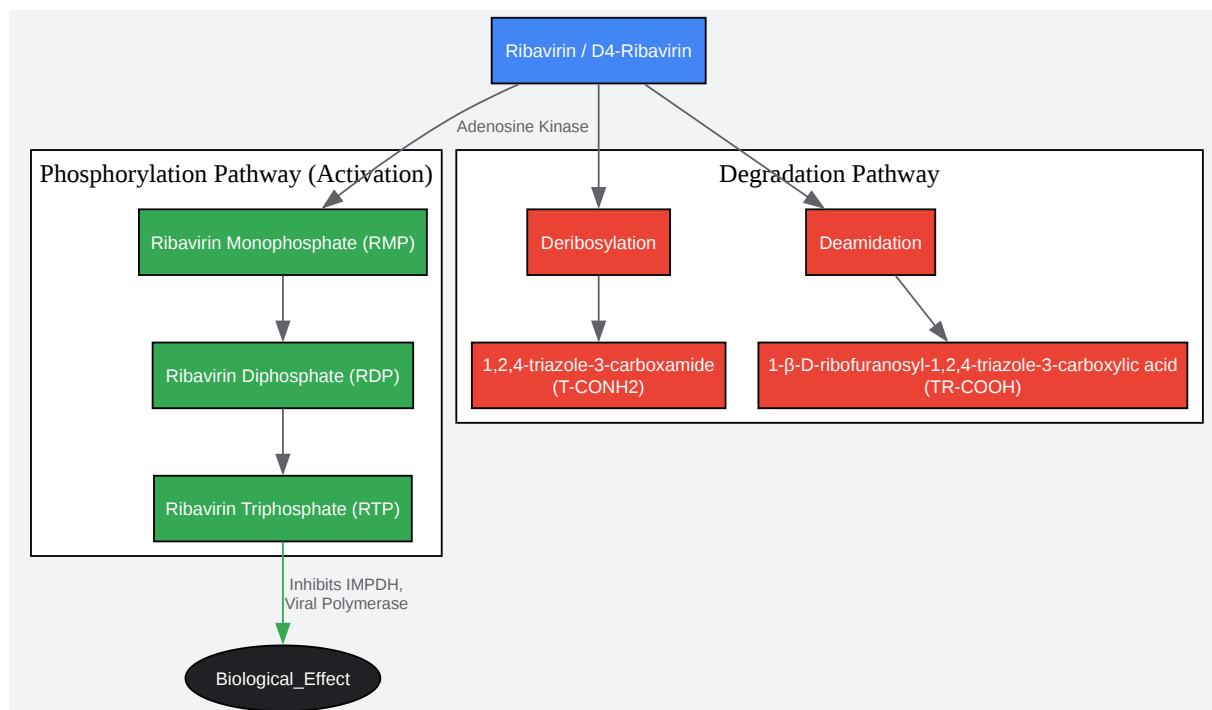 Ribavirin / D4-Ribavirin
Adenosine Kinase
Phosphorylation Pathway (Activation)
Degradation Pathway
Ribavirin Monophosphate (RMP)
Deribosylation
Deamidation
Ribavirin Diphosphate (RDP)
1,2,4-triazole-3-carboxamide
(T-CONH2)
1-β-D-ribofuranosyl-1,2,4-triazole-3-carboxylic acid
(TR-COOH)
Ribavirin Triphosphate (RTP)
Inhibits IMPDH,
Viral Polymerase
Biological_Effect